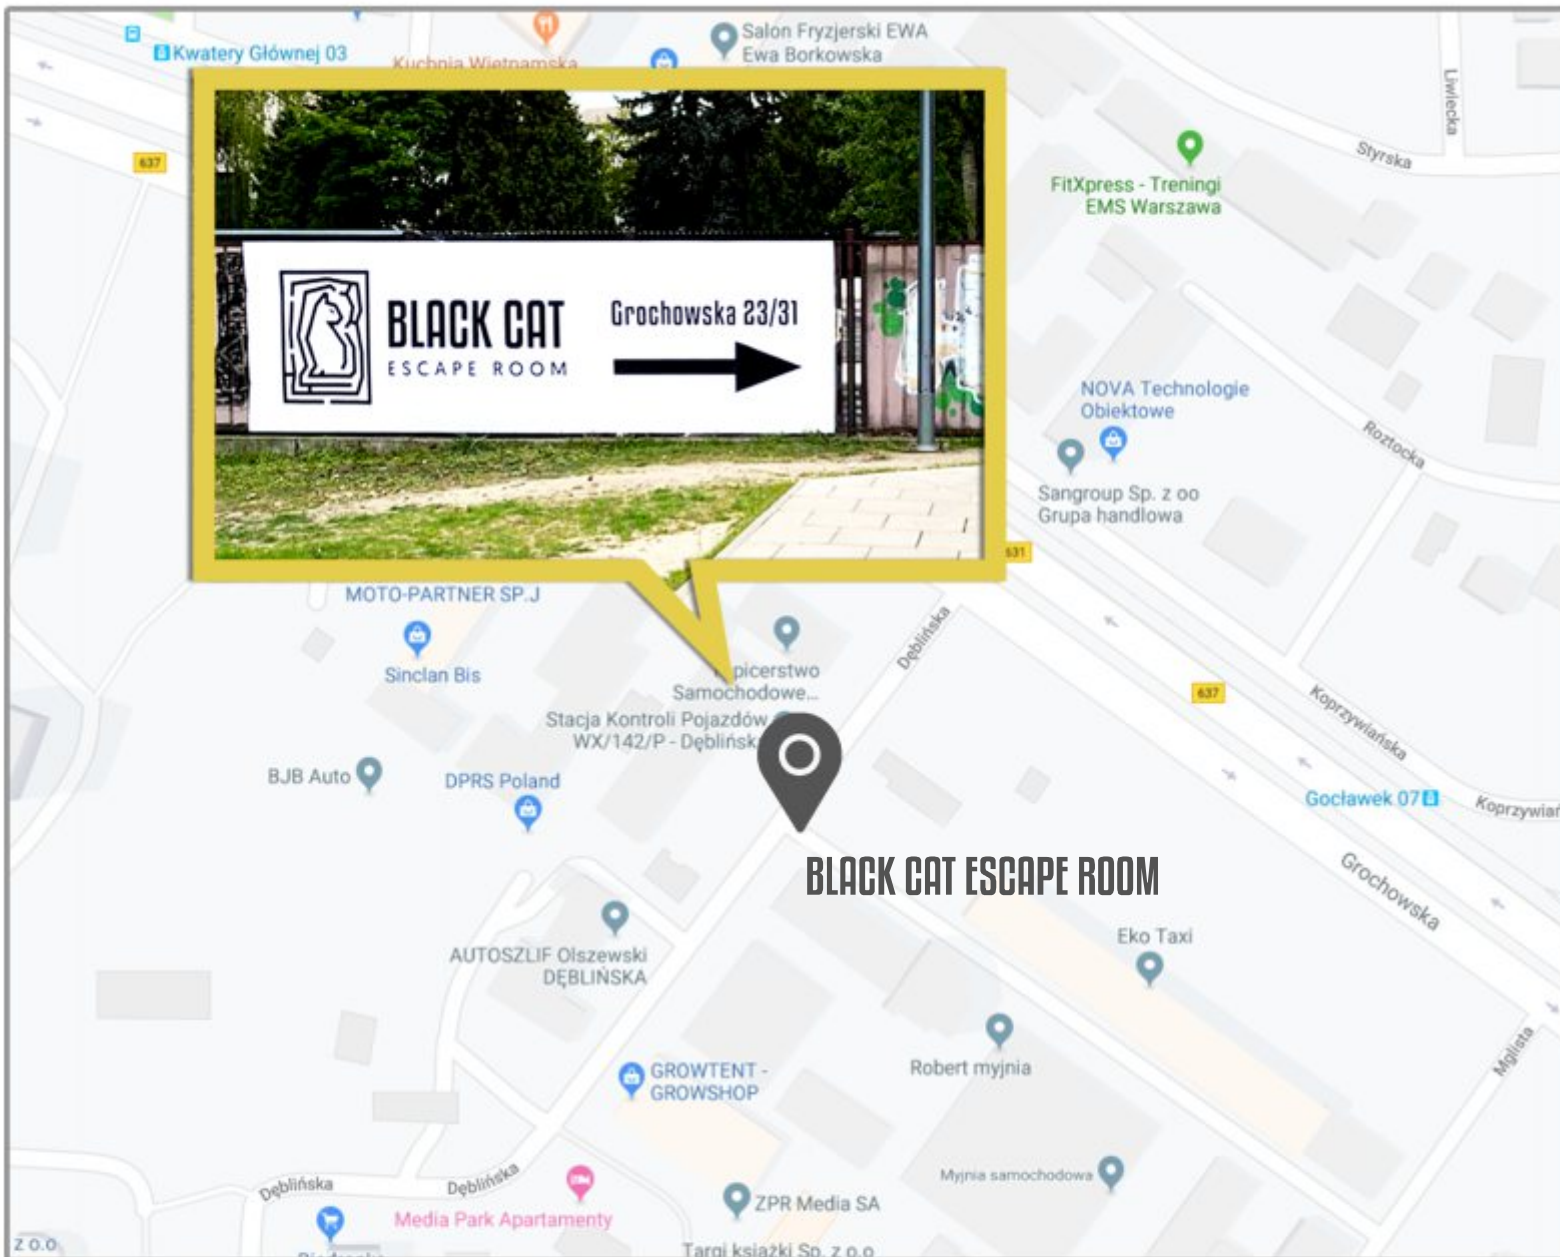 Kwatery Głównej 03
Kuchnia Wietnamska
Salon Fryzjerski EWA
Ewa Borkowska
Liwiecka
Styrska
637
FitXpress - Treningi
EMS Warszawa
BLACK CAT
ESCAPE ROOM
Grochowska 23/31
NOVA Technologie
Obiektowe
Roztocka
Sangroup Sp. z oo
Grupa handlowa
631
MOTO-PARTNER SP.J
Sinclan Bis
Dęblińska
picerstwo
Samochodowe...
Stacja Kontroli Pojazdów
WX/142/P - Dęblińsk
637
Koprzywiańska
BJB Auto
DPRS Poland
Gocławek 07
Koprzywiań
BLACK CAT ESCAPE ROOM
Grochowska
AUTOSZLIF Olszewski
DĘBLIŃSKA
Eko Taxi
Robert myjnia
Mglista
GROWTENT -
GROWSHOP
Myjnia samochodowa
Dęblińska
Dęblińska
Media Park Apartamenty
ZPR Media SA
z o.o
Targi książki Sp. z o.o